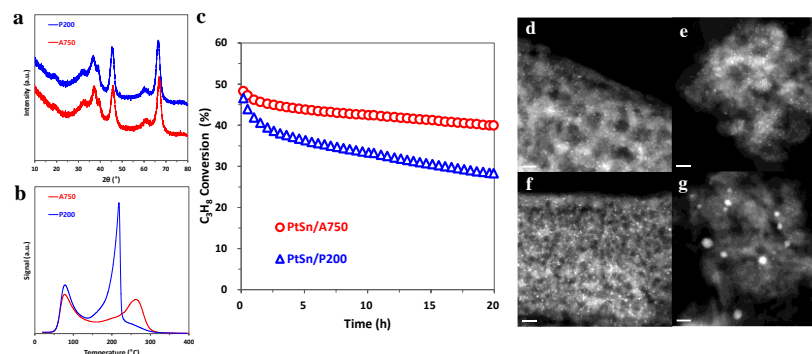 a
P200
A750
Intensity (a.u.)
10 20 30 40 50 60 70 80
2θ (°)
b
A750
P200
Signal (a.u.)
0 100 200 300 400
Temperature (°C)
c
60
50
40
30
20
10
0
C₃H₈ Conversion (%)
PtSn/A750
PtSn/P200
0 5 10 15 20
Time (h)
d
e
f
g